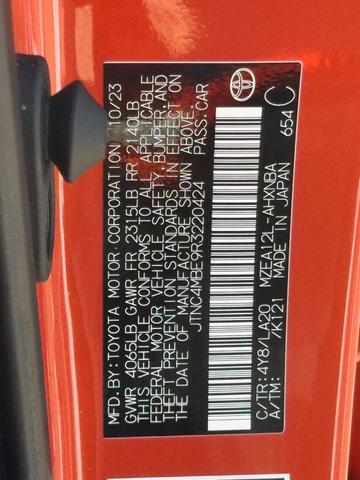 MFD.BY:TOYOTA MOTOR CORPORATION 10/23
GVWR 4065LB GAWR FR 2315LB RR 2140LB
THIS VEHICLE CONFORMS TO ALL APPLICABLE
FEDERAL MOTOR VEHICLE SAFETY,BUMPER,AND
THEFT PREVENTION STANDARDS IN EFFECT ON
THE DATE OF MANUFACTURE SHOWN ABOVE.
JTNC4MBE9R3220424 PASS.CAR
C/TR:4Y8/LA20 MZEA12L-AHXNBA
A/TM: /K121 MADE IN JAPAN 654 C
TOYOTA